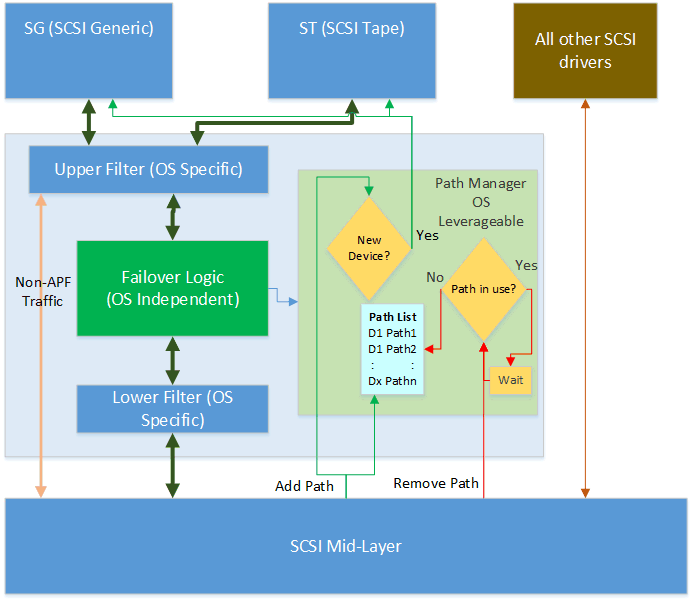 SG (SCSI Generic)
ST (SCSI Tape)
All other SCSI
drivers
Upper Filter (OS Specific)
Path Manager
OS
Leverageable
New
Device?
Yes
Non-APF
Traffic
Failover Logic
(OS Independent)
No
Yes
Path in use?
Path List
D1 Path1
D1 Path2
: :
Dx Pathn
Wait
Lower Filter (OS
Specific)
Add Path
Remove Path
SCSI Mid-Layer